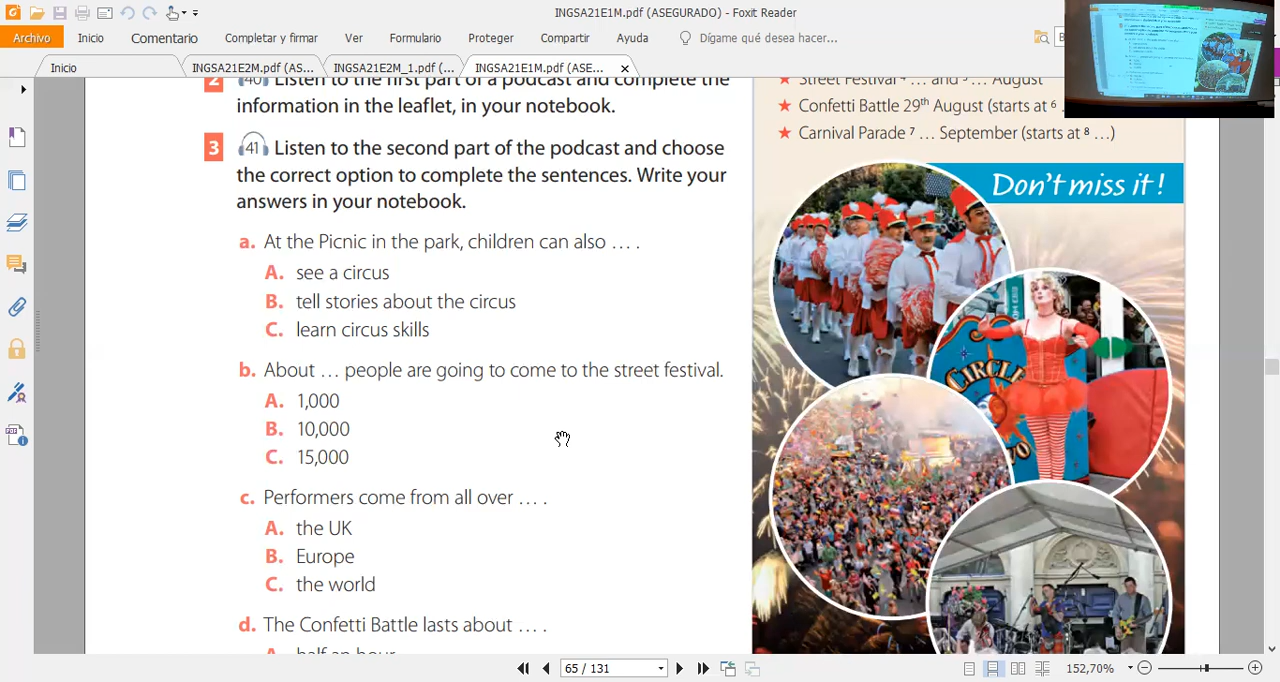 INGSA21E1M.pdf (ASEGURADO) - Foxit Reader
Archivo Inicio Comentario Completar y firmar Ver Compartir Ayuda Dígame qué desea hacer...
Inicio INGSA21E2M.pdf (AS... INGSA21E2M_1.pdf (... INGSA21E1M.pdf (ASE...
2 40 Listen to the first part of a podcast and complete the
information in the leaflet, in your notebook.
3 41 Listen to the second part of the podcast and choose
the correct option to complete the sentences. Write your
answers in your notebook.
a. At the Picnic in the park, children can also ... .
A. see a circus
B. tell stories about the circus
C. learn circus skills
b. About ... people are going to come to the street festival.
A. 1,000
B. 10,000
C. 15,000
c. Performers come from all over ... .
A. the UK
B. Europe
C. the world
d. The Confetti Battle lasts about ... .
A. half an hour
★ Street Festival ⁴ ... and ⁵ ... August
★ Confetti Battle 29th August (starts at ⁶
★ Carnival Parade ⁷ ... September (starts at ⁸ ...)
Don't miss it!
CIRCLE
65 / 131
152,70%